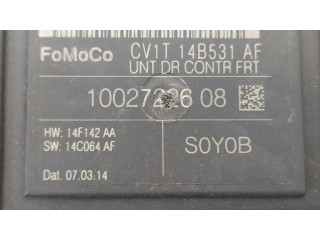 FoMoCo CV1T 14B531 AF
UNT DR CONTR FRT
10027226 08
HW: 14F142 AA
SW: 14C064 AF
S0Y0B
Dat. 07.03.14